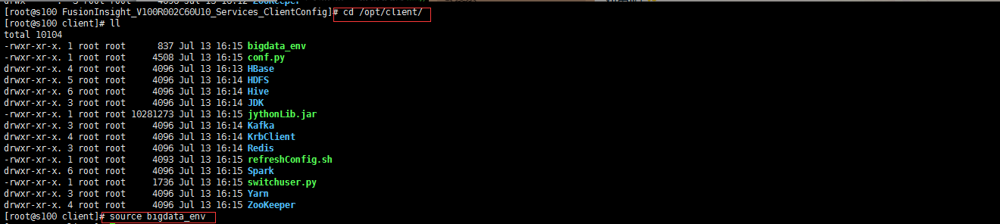 [root@s100 FusionInsight_V100R002C60U10_Services_ClientConfig]# cd /opt/client/
[root@s100 client]# ll
total 10104
-rwxr-xr-x. 1 root root      837 Jul 13 16:15 bigdata_env
-rwxr-xr-x. 1 root root     4508 Jul 13 16:15 conf.py
drwxr-xr-x. 4 root root     4096 Jul 13 16:13 HBase
drwxr-xr-x. 5 root root     4096 Jul 13 16:14 HDFS
drwxr-xr-x. 6 root root     4096 Jul 13 16:14 Hive
drwxr-xr-x. 3 root root     4096 Jul 13 16:14 JDK
-rwxr-xr-x. 1 root root 10281273 Jul 13 16:15 jythonLib.jar
drwxr-xr-x. 3 root root     4096 Jul 13 16:14 Kafka
drwxr-xr-x. 4 root root     4096 Jul 13 16:14 KrbClient
drwxr-xr-x. 3 root root     4096 Jul 13 16:14 Redis
-rwxr-xr-x. 1 root root     4093 Jul 13 16:15 refreshConfig.sh
drwxr-xr-x. 6 root root     4096 Jul 13 16:15 Spark
-rwxr-xr-x. 1 root root     1736 Jul 13 16:15 switchuser.py
drwxr-xr-x. 3 root root     4096 Jul 13 16:15 Yarn
drwxr-xr-x. 4 root root     4096 Jul 13 16:15 ZooKeeper
[root@s100 client]# source bigdata_env